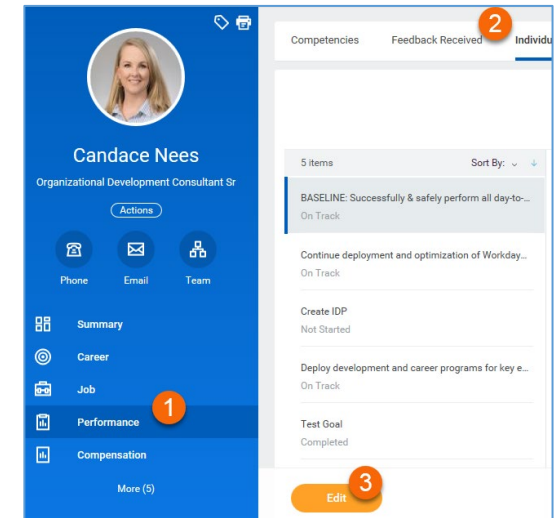 Candace Nees
Organizational Development Consultant Sr
Actions
Phone Email Team
Summary
Career
Job
Performance
1
Compensation
More (5)
2
Competencies Feedback Received Individu
5 items Sort By:
BASELINE: Successfully & safely perform all day-to-...
On Track
Continue deployment and optimization of Workday...
On Track
Create IDP
Not Started
Deploy development and career programs for key e...
On Track
Test Goal
Completed
3
Edit